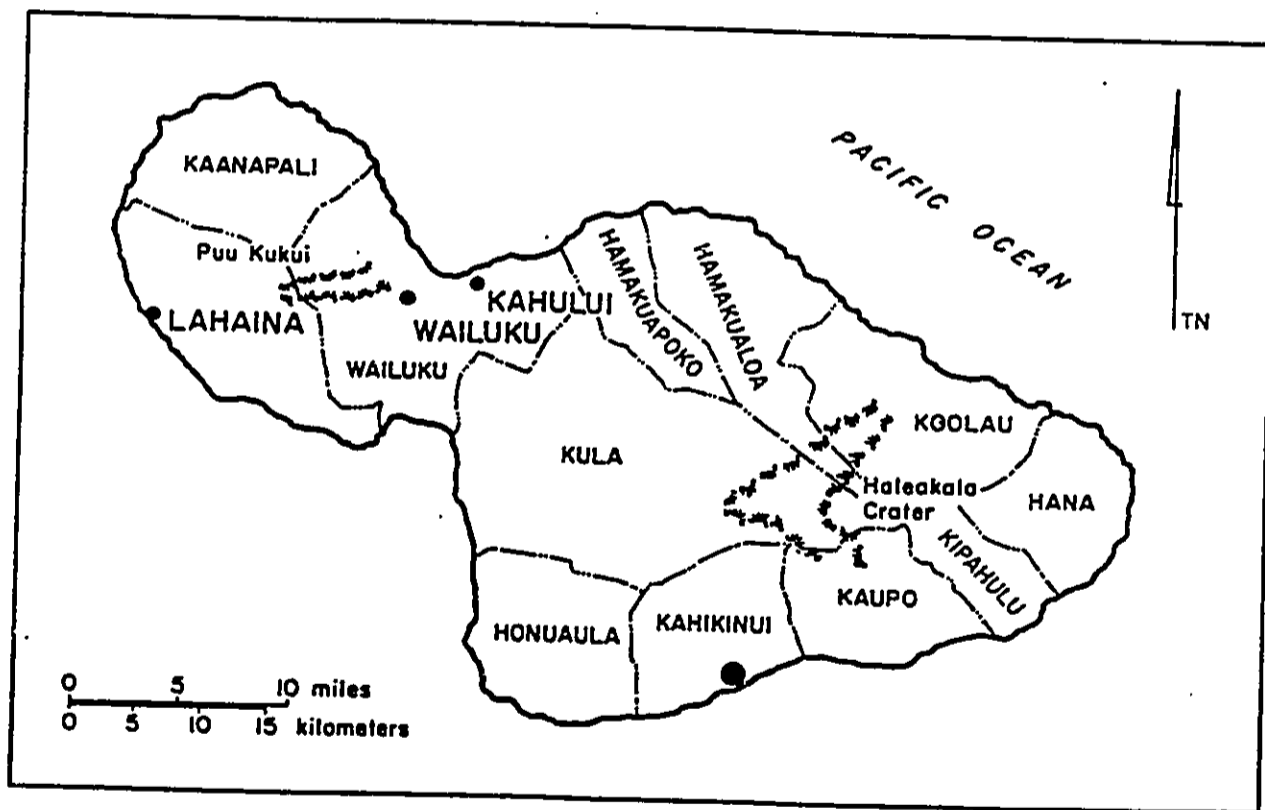 KAANAPALI
PACIFIC OCEAN
Puu Kukui
HAMAKUAPOKO
HAMAKUALOA
TN
LAHAINA
KAHULUI
WAILUKU
WAILUKU
KULA
KOOLAU
Haleakala
Crater
HANA
KIPAHULU
KAUPO
HONUAULA
KAHIKINUI
0 5 10 miles
0 5 10 15 kilometers